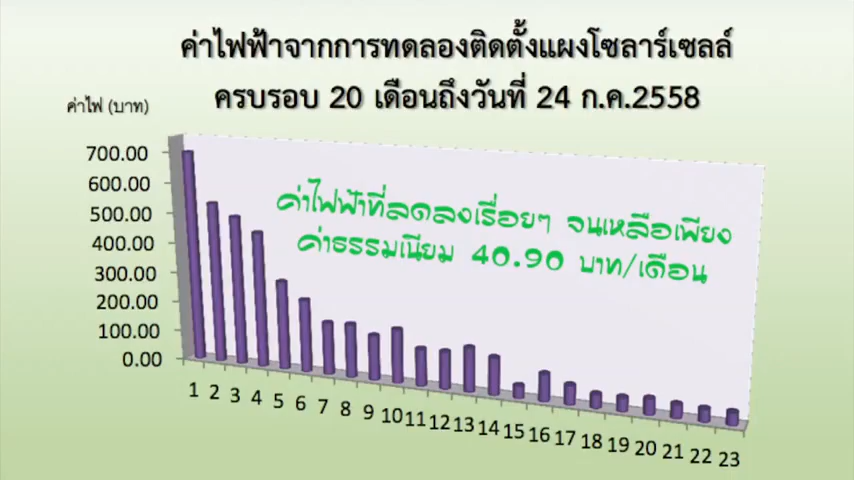 ค่าไฟฟ้าจากการทดลองติดตั้งแผงโซลาร์เซลล์
ครบรอบ 20 เดือนถึงวันที่ 24 ก.ค.2558
ค่าไฟ (บาท)
700.00
600.00
500.00
400.00
300.00
200.00
100.00
0.00
ค่าไฟฟ้าที่ลดลงเรื่อยๆ จนเหลือเพียง
ค่าธรรมเนียม 40.90 บาท/เดือน
1 2 3 4 5 6 7 8 9 10 11 12 13 14 15 16 17 18 19 20 21 22 23